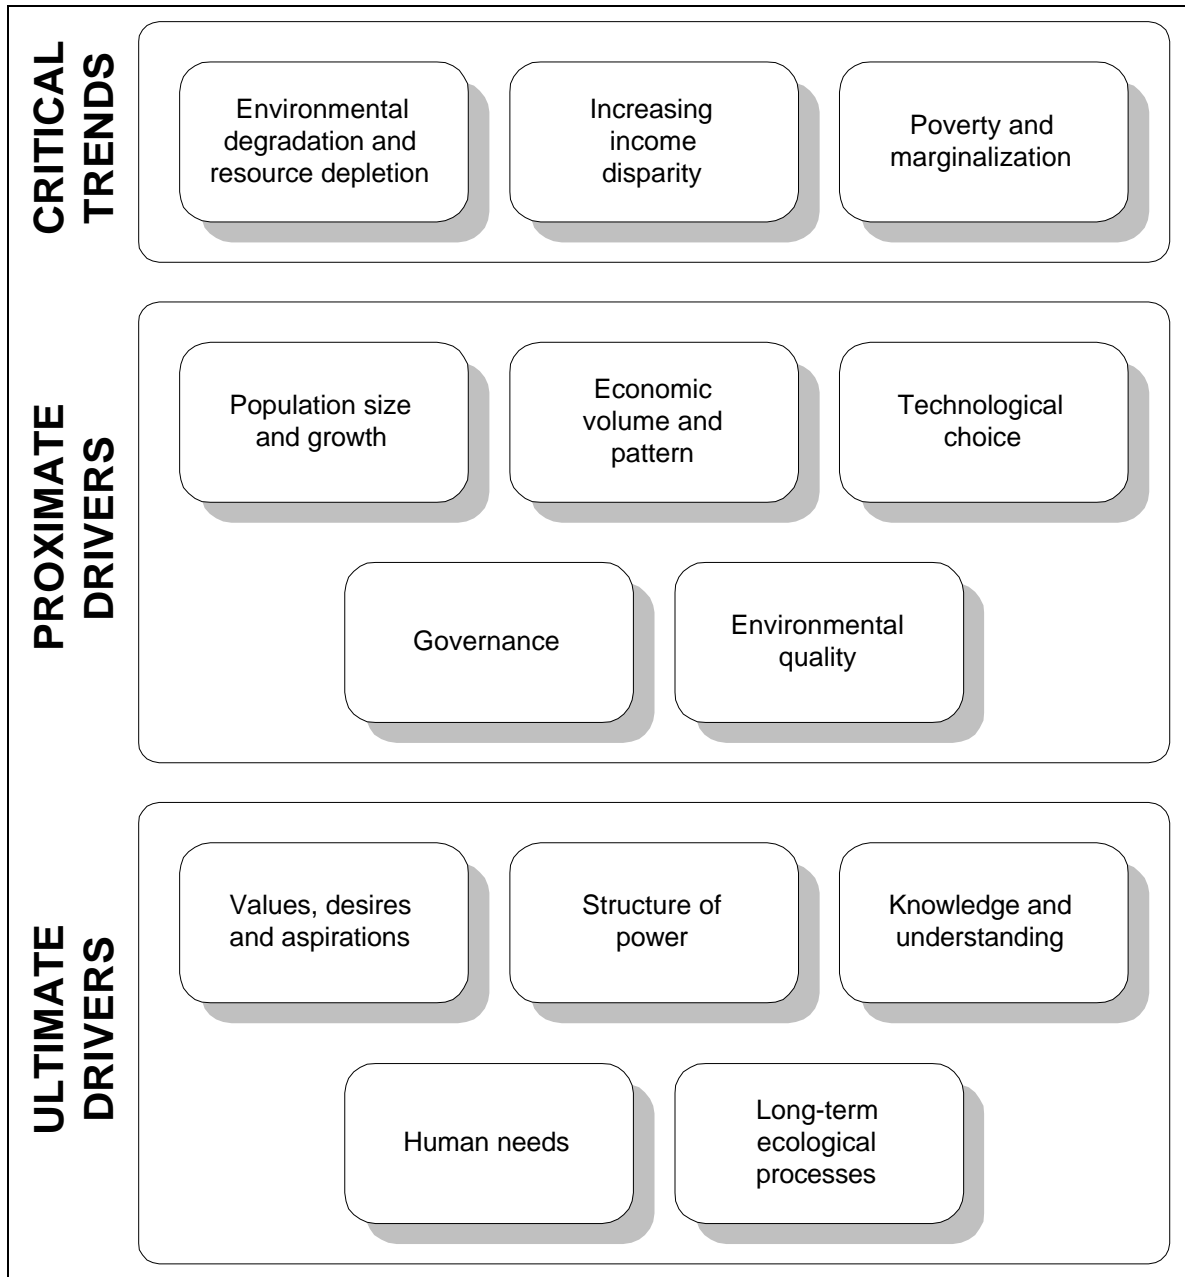 CRITICAL
TRENDS
Environmental
degradation and
resource depletion
Increasing
income
disparity
Poverty and
marginalization
PROXIMATE
DRIVERS
Population size
and growth
Economic
volume and
pattern
Technological
choice
Governance
Environmental
quality
ULTIMATE
DRIVERS
Values, desires
and aspirations
Structure of
power
Knowledge and
understanding
Human needs
Long-term
ecological
processes